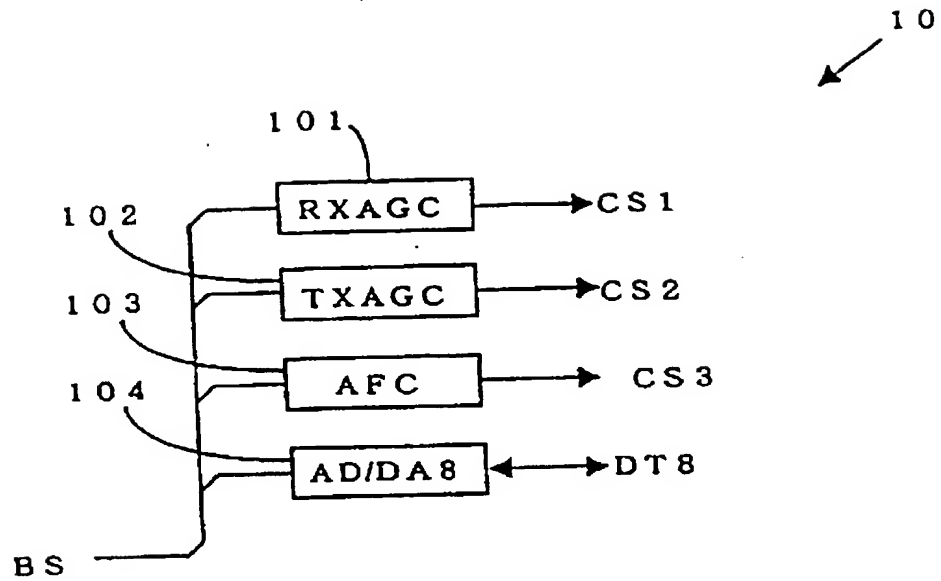 10
101
RXAGC CS1
102
TXAGC CS2
103
AFC CS3
104
AD/DA8 DT8
BS